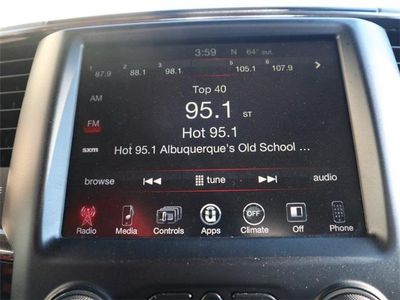 3:59 N 64° out.
1 87.9 2 88.1 3 98.1 5 105.1 6 107.9 >
AM
FM
sxm
Top 40
95.1 ST
Hot 95.1
Hot 95.1 Albuquerque's Old School ...
browse tune audio
OFF
Radio Media Controls Apps Climate Off Phone